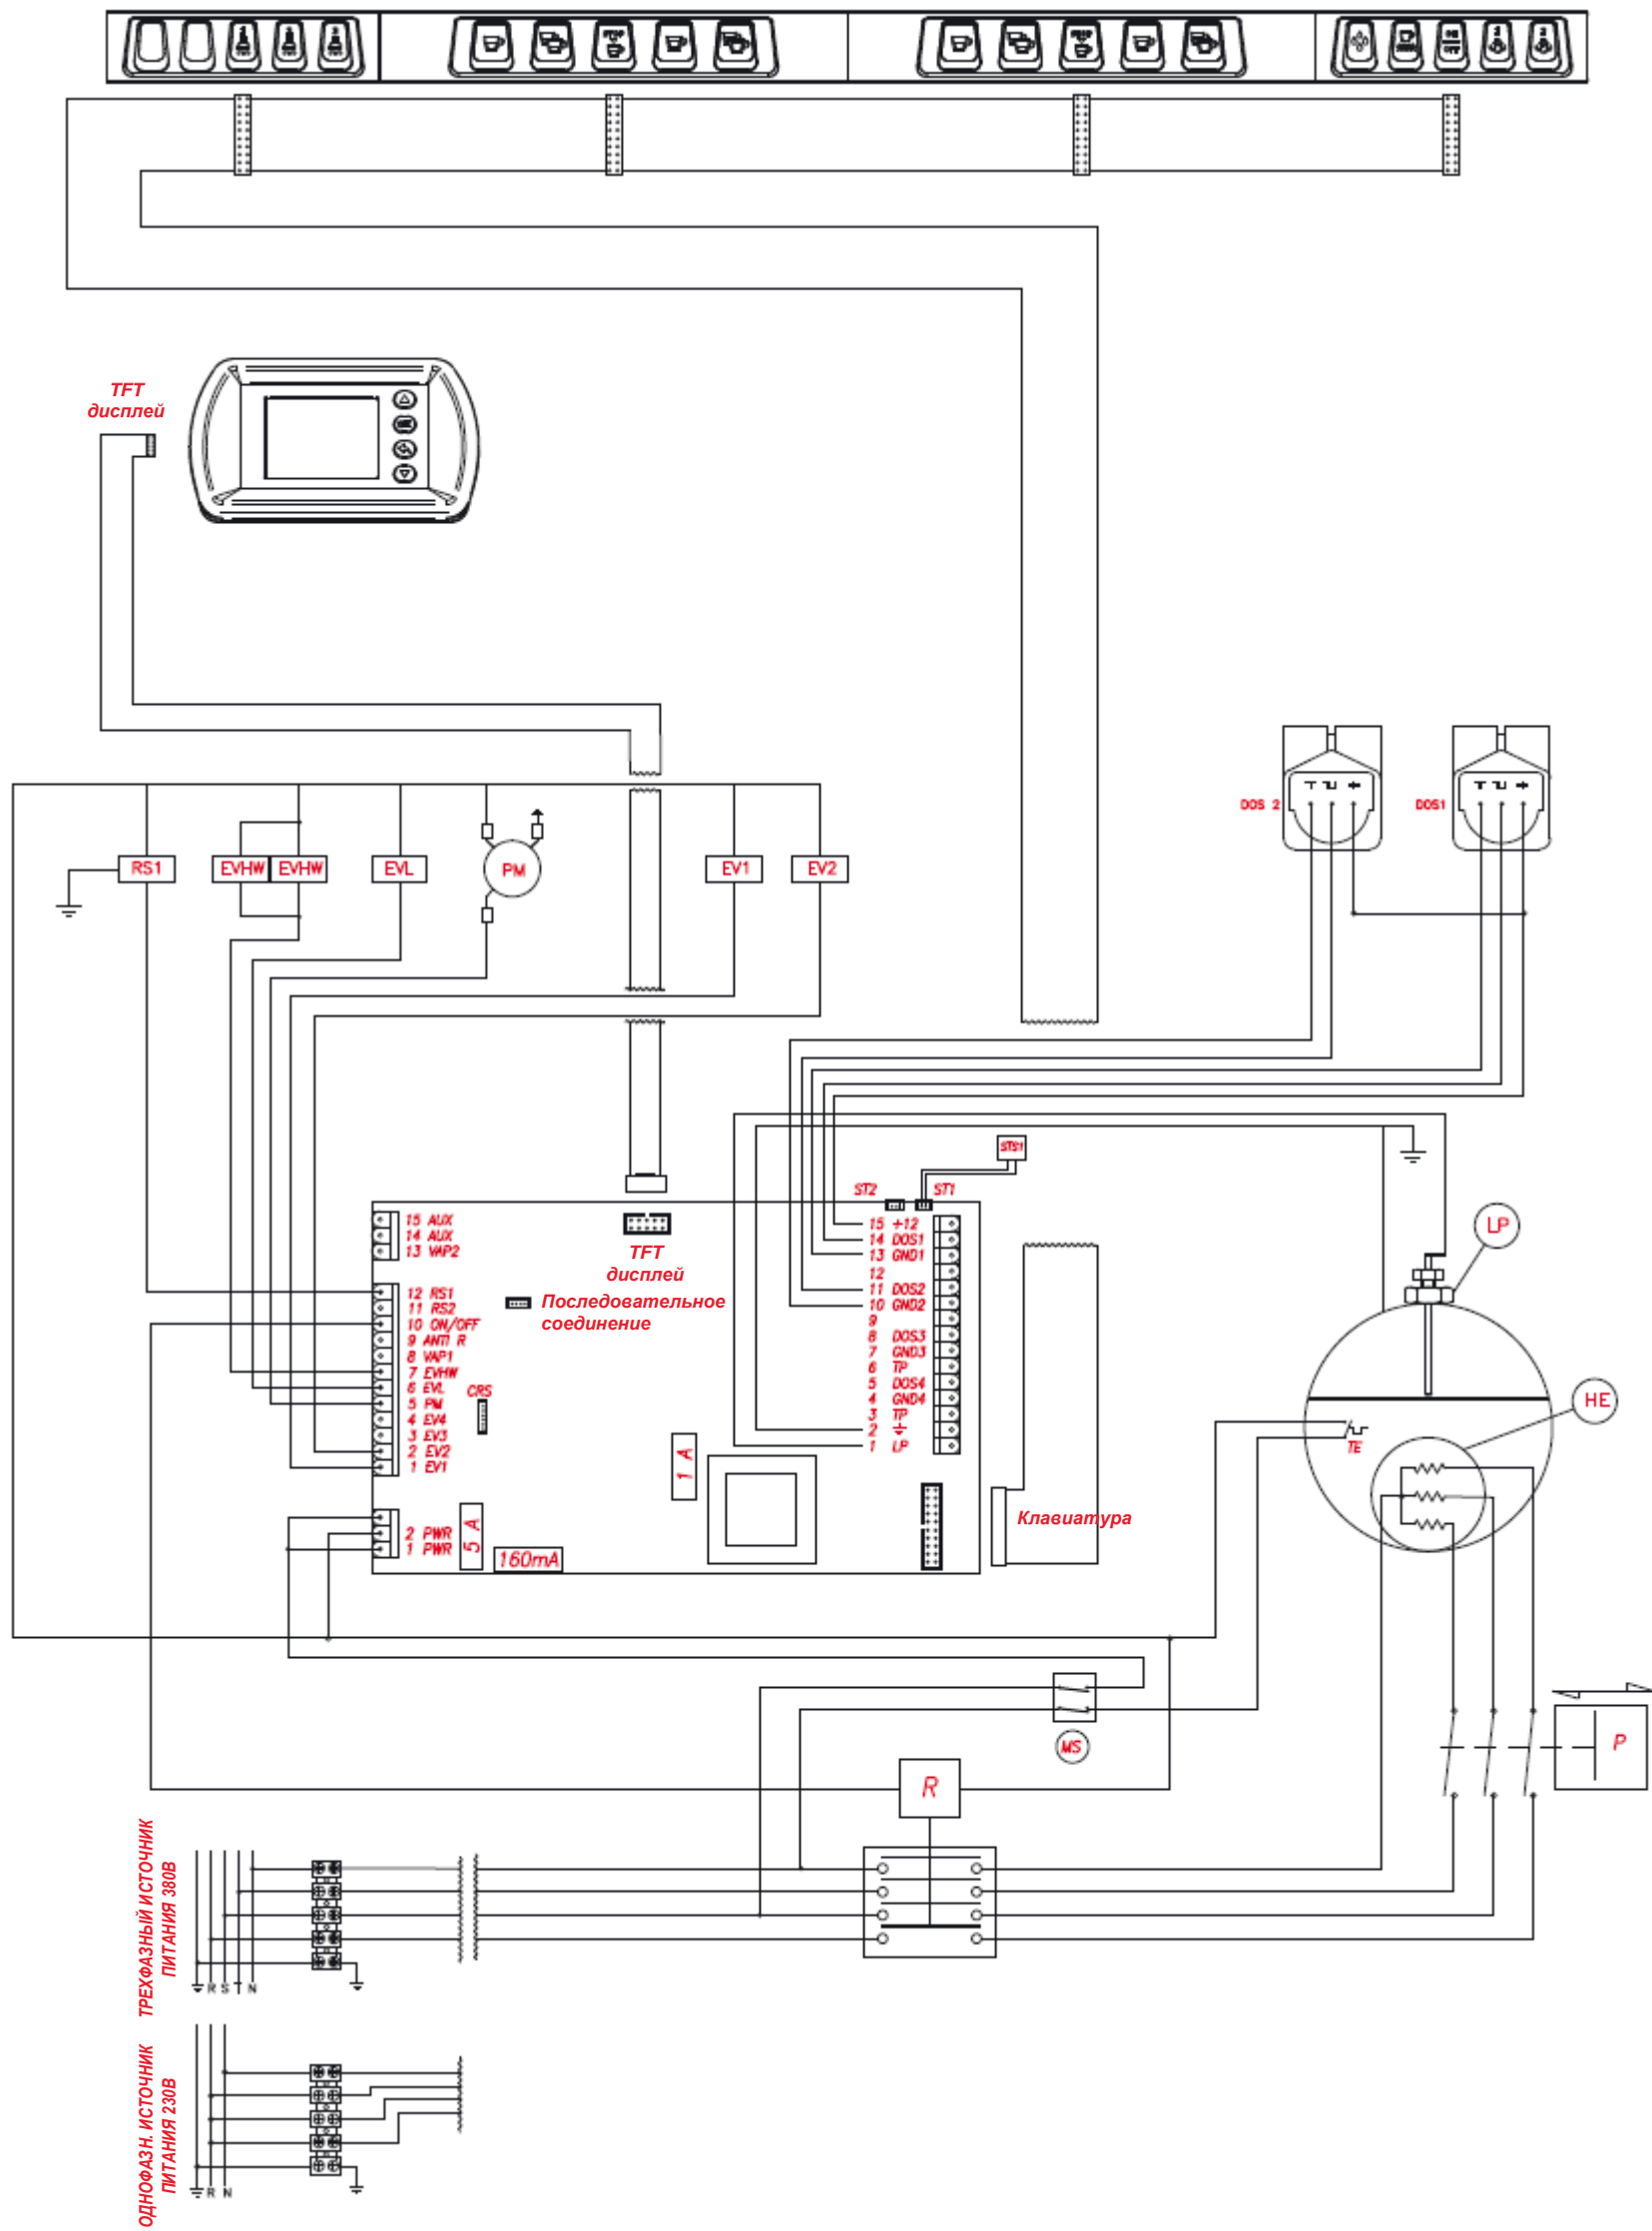 TFT
дисплей
DOS 2
DOS1
RS1
EVHW
EVHW
EVL
PM
EV1
EV2
STS1
ST2
ST1
15 AUX
14 AUX
13 VAP2
12 RS1
11 RS2
10 ON/OFF
9 ANTI R
8 VAP1
7 EVHW
6 EVL
5 PM
4 EV4
3 EV3
2 EV2
1 EV1
2 PWR
1 PWR
5 A
160mA
CRS
1 A
TFT
дисплей
Последовательное
соединение
15 +12
14 DOS1
13 GND1
12
11 DOS2
10 GND2
9
8 DOS3
7 GND3
6 TP
5 DOS4
4 GND4
3 TP
2
1 LP
Клавиатура
LP
HE
TE
MS
R
P
ТРЕХФАЗНЫЙ ИСТОЧНИК
ПИТАНИЯ 380В
R S T N
ОДНОФАЗН. ИСТОЧНИК
ПИТАНИЯ 230В
R N